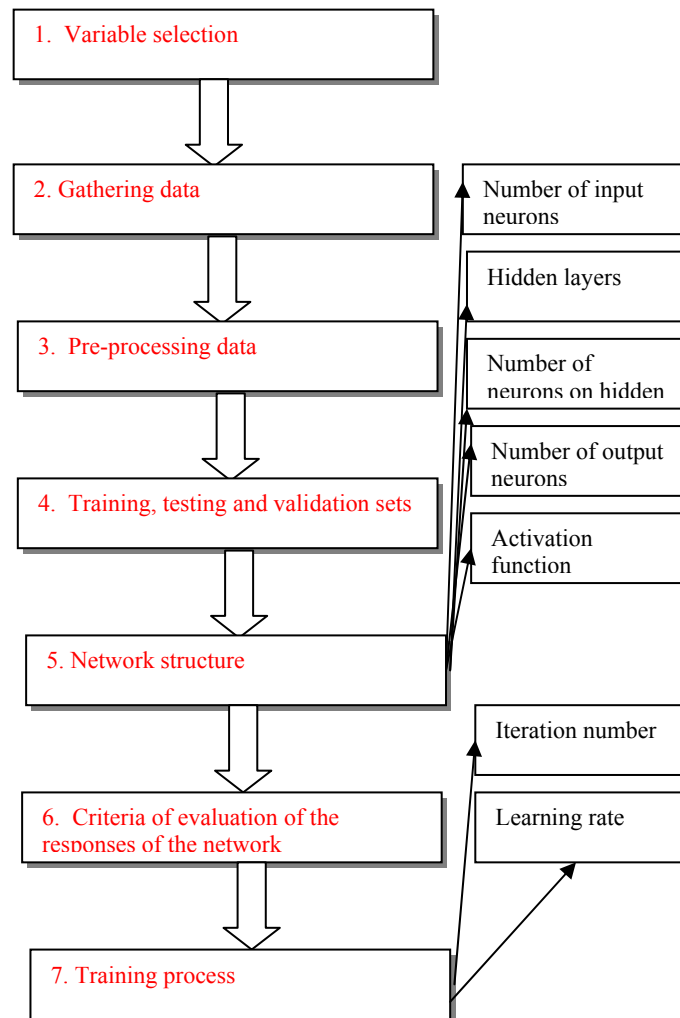 1. Variable selection
2. Gathering data
3. Pre-processing data
4. Training, testing and validation sets
5. Network structure
6. Criteria of evaluation of the
responses of the network
7. Training process
Number of input
neurons
Hidden layers
Number of
neurons on hidden
Number of output
neurons
Activation
function
Iteration number
Learning rate